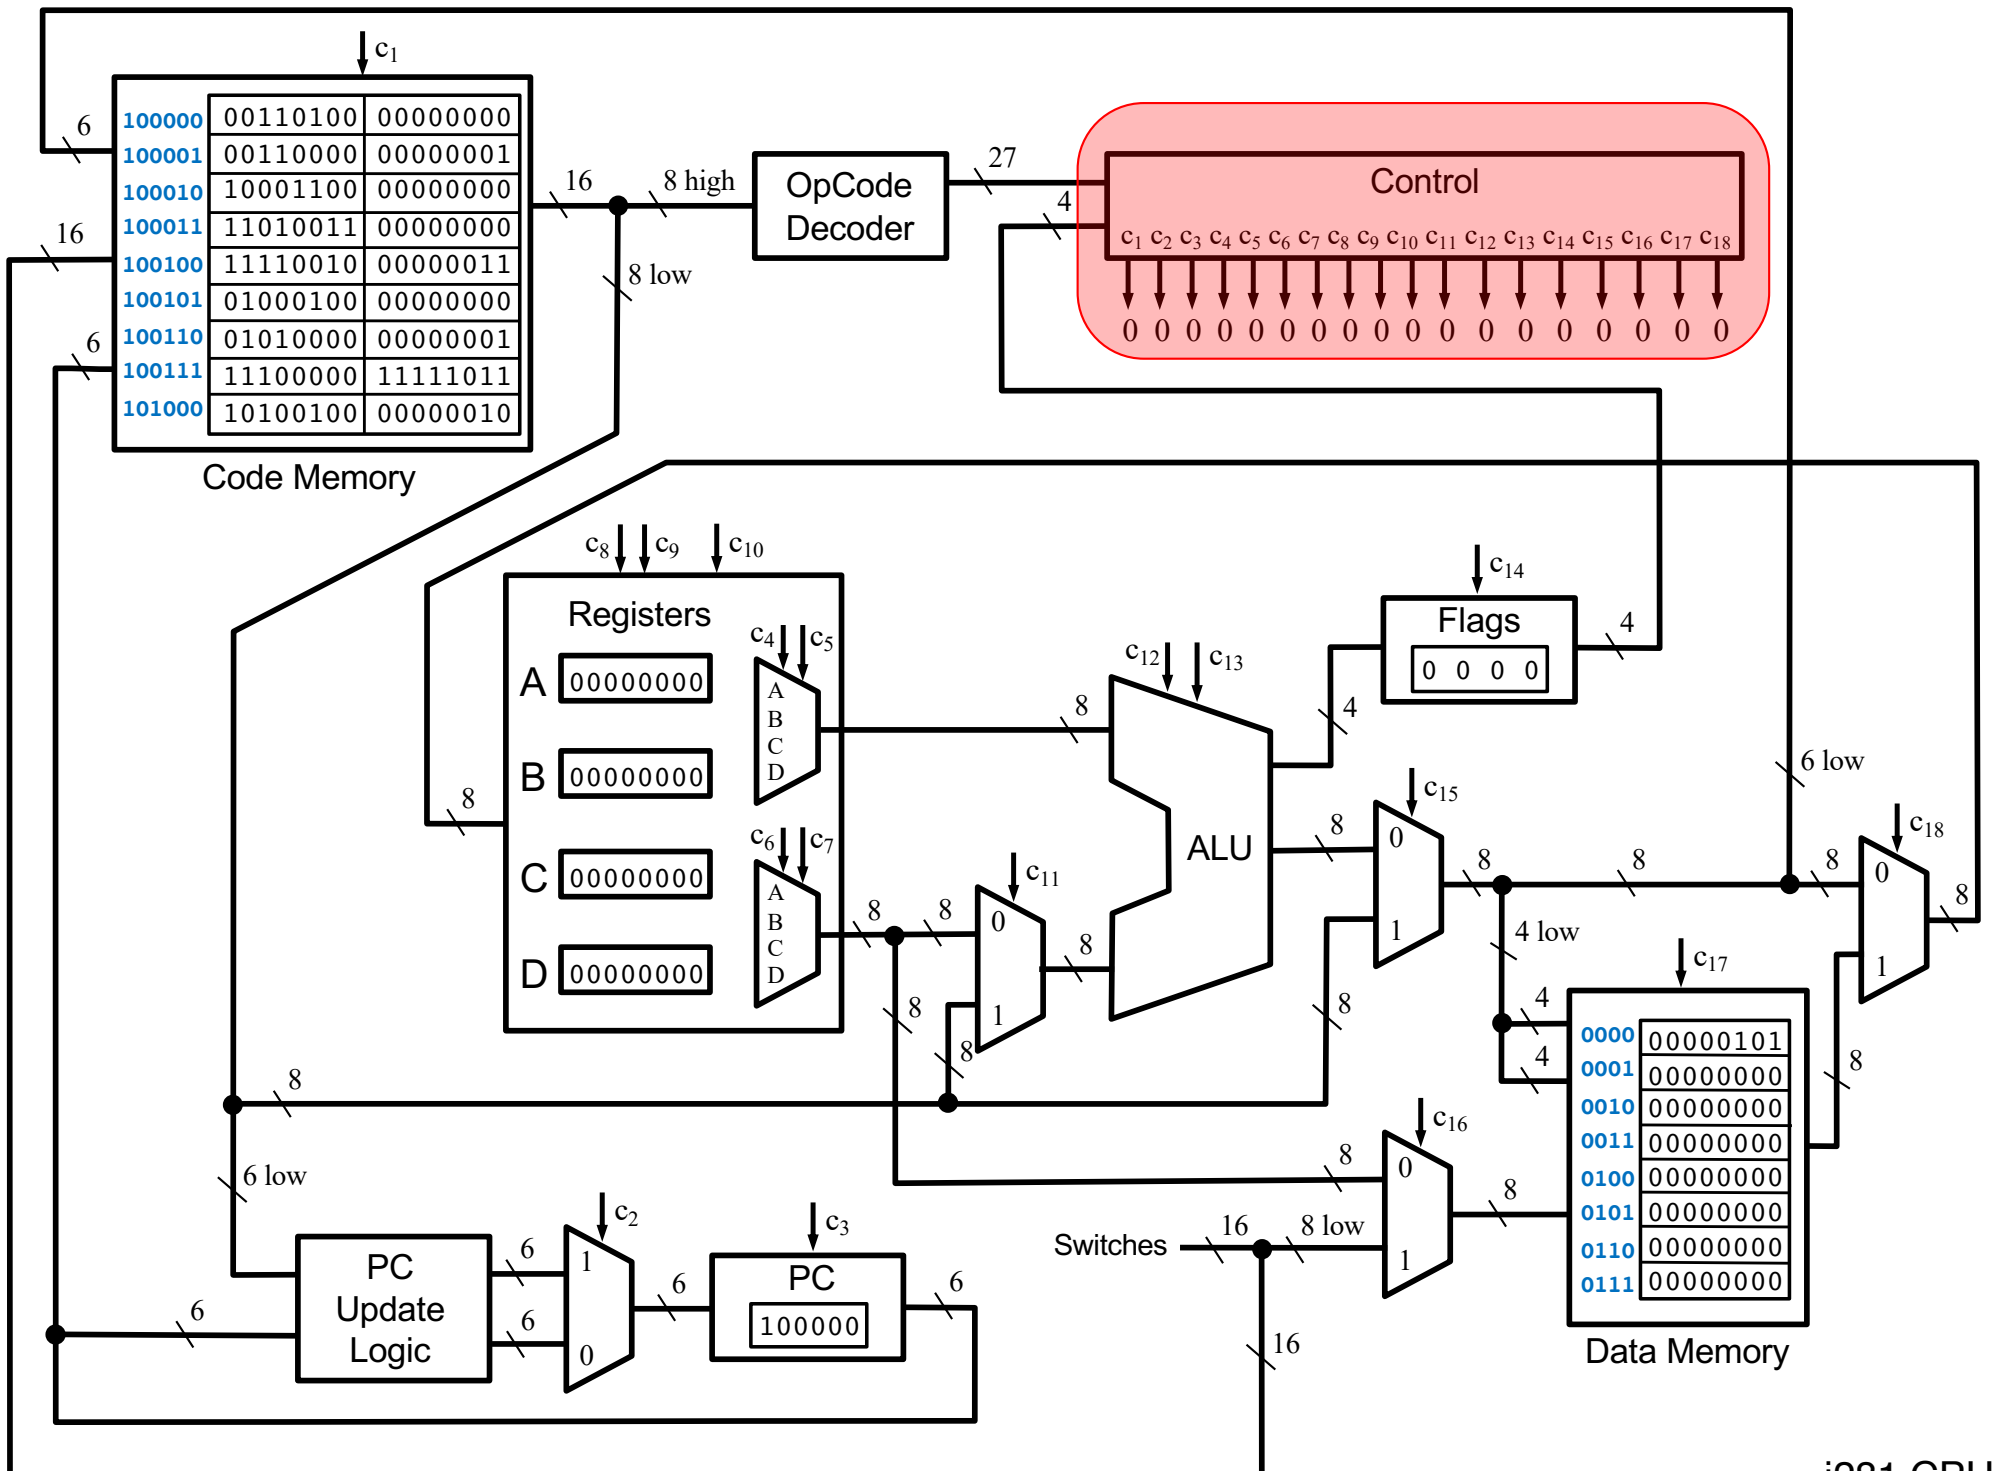 c1
6
16
6
100000 00110100 00000000
100001 00110000 00000001
100010 10001100 00000000
100011 11010011 00000000
100100 11110010 00000011
100101 01000100 00000000
100110 01010000 00000001
100111 11100000 11111011
101000 10100100 00000010
Code Memory
16
8 high
8 low
OpCode
Decoder
27
4
Control
c1 c2 c3 c4 c5 c6 c7 c8 c9 c10 c11 c12 c13 c14 c15 c16 c17 c18
0 0 0 0 0 0 0 0 0 0 0 0 0 0 0 0 0 0
c8 c9 c10
Registers
A 00000000
B 00000000
C 00000000
D 00000000
8
c4 c5
A
B
C
D
c6 c7
A
B
C
D
8
8
8
8
c11
0
1
8
8
c12 c13
ALU
c14
Flags
0 0 0 0
4
4
8
c15
0
1
8
8
8
6 low
8
c18
0
1
8
4 low
4
4
c17
0000 00000101
0001 00000000
0010 00000000
0011 00000000
0100 00000000
0101 00000000
0110 00000000
0111 00000000
Data Memory
8
8
6 low
PC
Update
Logic
6
6
6
c2
1
0
6
c3
PC
100000
6
Switches
16
8 low
16
8
c16
0
1
8